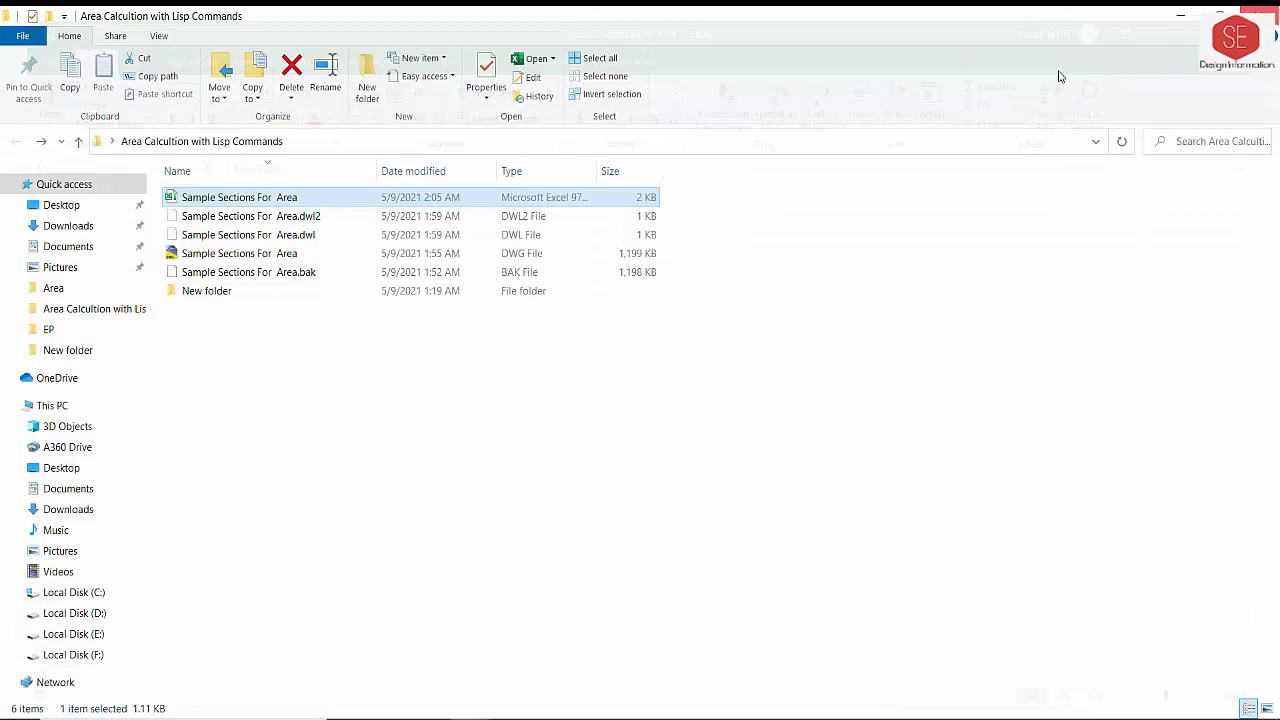 Area Calcultion with Lisp Commands
File Home Share View
SE
Design Information
Pin to Quick access
Copy
Paste
Cut
Copy path
Paste shortcut
Clipboard
Move to
Copy to
Delete
Rename
Organize
New folder
New item
Easy access
New
Properties
Open
Edit
History
Open
Select all
Select none
Invert selection
Select
Area Calcultion with Lisp Commands
Search Area Calculti...
Name Date modified Type Size
Sample Sections For Area 5/9/2021 2:05 AM Microsoft Excel 97... 2 KB
Sample Sections For Area.dwl2 5/9/2021 1:59 AM DWL2 File 1 KB
Sample Sections For Area.dwl 5/9/2021 1:59 AM DWL File 1 KB
Sample Sections For Area 5/9/2021 1:55 AM DWG File 1,199 KB
Sample Sections For Area.bak 5/9/2021 1:52 AM BAK File 1,198 KB
New folder 5/9/2021 1:19 AM File folder
Quick access
Desktop
Downloads
Documents
Pictures
Area
Area Calcultion with Lis
EP
New folder
OneDrive
This PC
3D Objects
A360 Drive
Desktop
Documents
Downloads
Music
Pictures
Videos
Local Disk (C:)
Local Disk (D:)
Local Disk (E:)
Local Disk (F:)
Network
6 items 1 item selected 1.11 KB